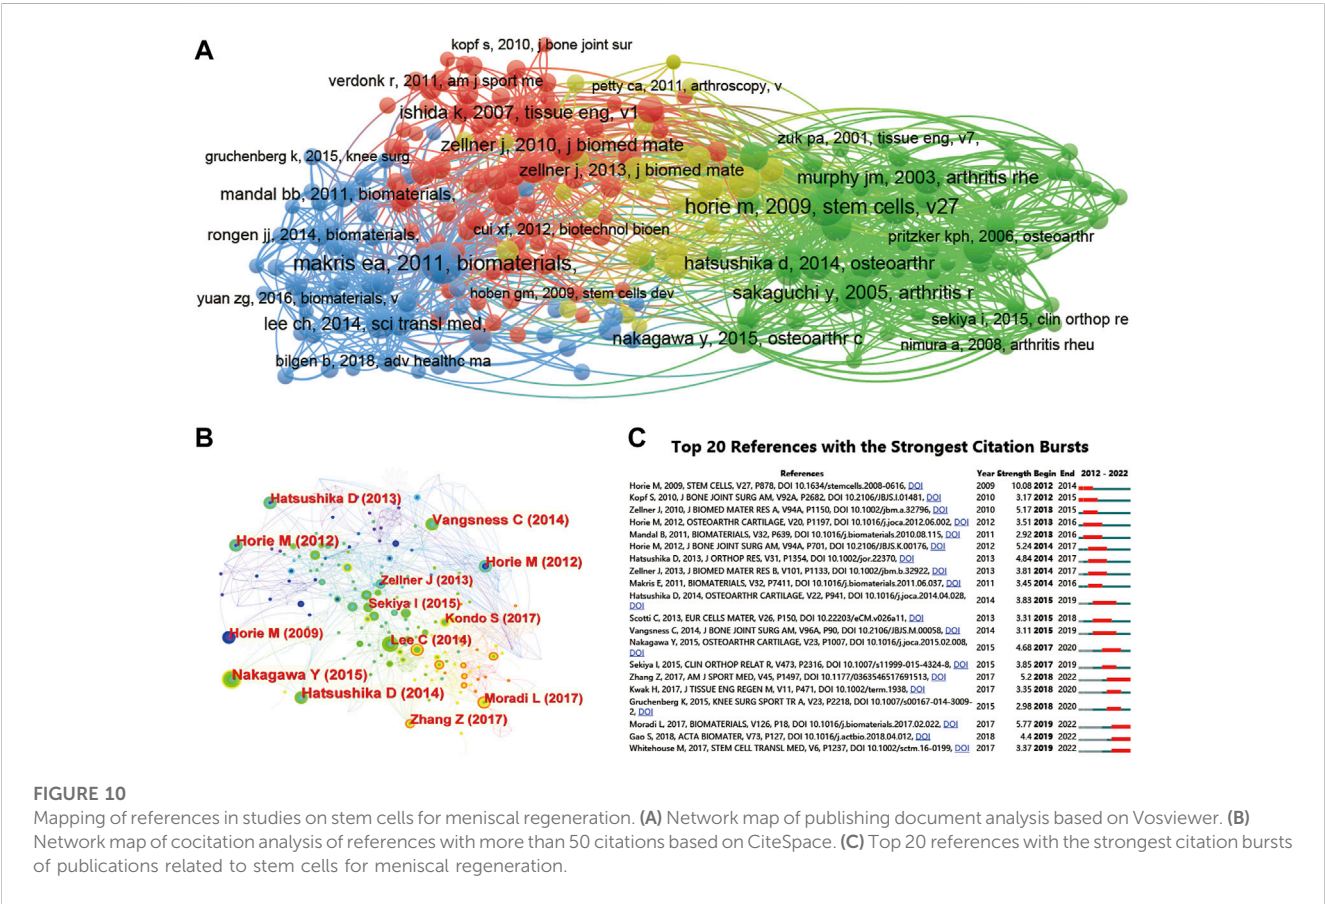 A
kopf s, 2010, j bone joint sur
verdonk r, 2011, am j sport me
petty ca, 2011, arthroscopy, v
ishida k, 2007, tissue eng, v1
zuk pa, 2001, tissue eng, v7,
zellner j, 2010, j biomed mate
gruchenberg k, 2015, knee surg
zellner j, 2013, j biomed mate
murphy jm, 2003, arthritis rhe
mandal bb, 2011, biomaterials,
horie m, 2009, stem cells, v27
rongen jj, 2014, biomaterials,
cui xf, 2012, biotechnol bioen
pritzker kph, 2006, osteoarthr
makris ea, 2011, biomaterials,
hatsushika d, 2014, osteoarthr
yuan zg, 2016, biomaterials, v
hoben gm, 2009, stem cells dev
sakaguchi y, 2005, arthritis r
lee ch, 2014, sci transl med,
sekiya i, 2015, clin orthop re
nakagawa y, 2015, osteoarthr c
nimura a, 2008, arthritis rheu
bilgen b, 2018, adv healthc ma
B
Hatsushika D (2013)
Vangsness C (2014)
Horie M (2012)
Horie M (2012)
Zellner J (2013)
Sekiya I (2015)
Kondo S (2017)
Horie M (2009)
Lee C (2014)
Nakagawa Y (2015)
Hatsushika D (2014)
Moradi L (2017)
Zhang Z (2017)
C
Top 20 References with the Strongest Citation Bursts
References Year Strength Begin End 2012 - 2022
Horie M, 2009, STEM CELLS, V27, P878, DOI 10.1634/stemcells.2008-0616, DOI 2009 10.08 2012 2014
Kopf S, 2010, J BONE JOINT SURG AM, V92A, P2682, DOI 10.2106/JBJS.I.01481, DOI 2010 3.17 2012 2015
Zellner J, 2010, J BIOMED MATER RES A, V94A, P1150, DOI 10.1002/jbm.a.32796, DOI 2010 5.17 2013 2015
Horie M, 2012, OSTEOARTHR CARTILAGE, V20, P1197, DOI 10.1016/j.joca.2012.06.002, DOI 2012 3.51 2013 2016
Mandal B, 2011, BIOMATERIALS, V32, P639, DOI 10.1016/j.biomaterials.2010.08.115, DOI 2011 2.92 2018 2016
Horie M, 2012, J BONE JOINT SURG AM, V94A, P701, DOI 10.2106/JBJS.K.00176, DOI 2012 5.24 2014 2017
Hatsushika D, 2013, J ORTHOP RES, V31, P1354, DOI 10.1002/jor.22370, DOI 2013 4.84 2014 2017
Zellner J, 2013, J BIOMED MATER RES B, V101, P1133, DOI 10.1002/jbm.b.32922, DOI 2013 3.81 2014 2017
Makris E, 2011, BIOMATERIALS, V32, P7411, DOI 10.1016/j.biomaterials.2011.06.037, DOI 2011 3.45 2014 2016
Hatsushika D, 2014, OSTEOARTHR CARTILAGE, V22, P941, DOI 10.1016/j.joca.2014.04.028, DOI 2014 3.83 2015 2019
Scotti C, 2013, EUR CELLS MATER, V26, P150, DOI 10.22203/eCM.v026a11, DOI 2013 3.31 2015 2018
Vangsness C, 2014, J BONE JOINT SURG AM, V96A, P90, DOI 10.2106/JBJS.M.00058, DOI 2014 3.11 2015 2019
Nakagawa Y, 2015, OSTEOARTHR CARTILAGE, V23, P1007, DOI 10.1016/j.joca.2015.02.008, DOI 2015 4.68 2017 2020
Sekiya I, 2015, CLIN ORTHOP RELAT R, V473, P2316, DOI 10.1007/s11999-015-4324-8, DOI 2015 3.85 2017 2019
Zhang Z, 2017, AM J SPORT MED, V45, P1497, DOI 10.1177/0363546517691513, DOI 2017 5.2 2018 2022
Kwak H, 2017, J TISSUE ENG REGEN M, V11, P471, DOI 10.1002/term.1938, DOI 2017 3.35 2018 2020
Gruchenberg K, 2015, KNEE SURG SPORT TR A, V23, P2218, DOI 10.1007/s00167-014-3009-2, DOI 2015 2.98 2018 2020
Moradi L, 2017, BIOMATERIALS, V126, P18, DOI 10.1016/j.biomaterials.2017.02.022, DOI 2017 5.77 2019 2022
Gao S, 2018, ACTA BIOMATER, V73, P127, DOI 10.1016/j.actbio.2018.04.012, DOI 2018 4.4 2019 2022
Whitehouse M, 2017, STEM CELL TRANSL MED, V6, P1237, DOI 10.1002/sctm.16-0199, DOI 2017 3.37 2019 2022
FIGURE 10
Mapping of references in studies on stem cells for meniscal regeneration. (A) Network map of publishing document analysis based on Vosviewer. (B)
Network map of cocitation analysis of references with more than 50 citations based on CiteSpace. (C) Top 20 references with the strongest citation bursts
of publications related to stem cells for meniscal regeneration.